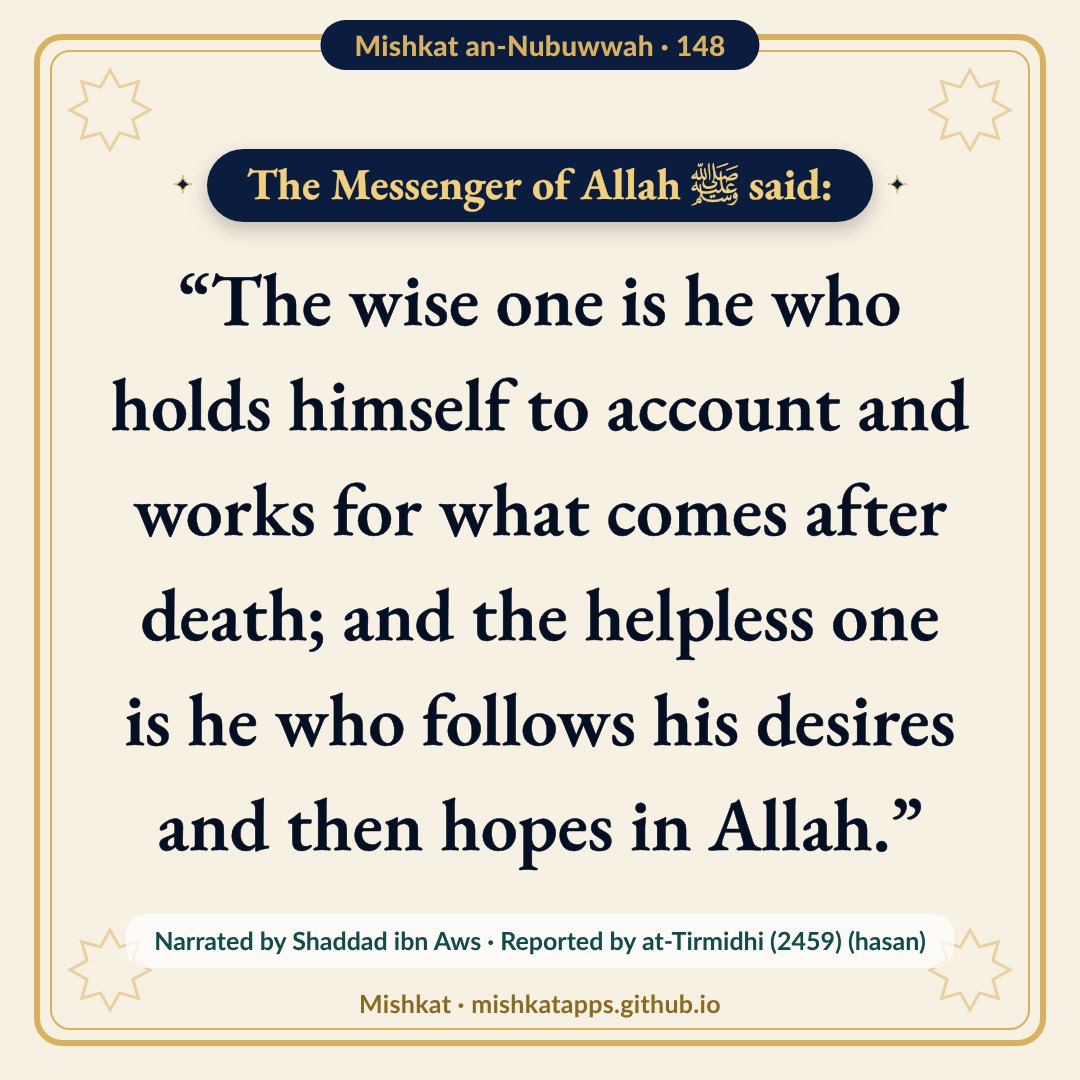 Mishkat an-Nubuwwah · 148
The Messenger of Allah ﷺ said:
“The wise one is he who
holds himself to account and
works for what comes after
death; and the helpless one
is he who follows his desires
and then hopes in Allah.”
Narrated by Shaddad ibn Aws · Reported by at-Tirmidhi (2459) (hasan)
Mishkat · mishkatapps.github.io